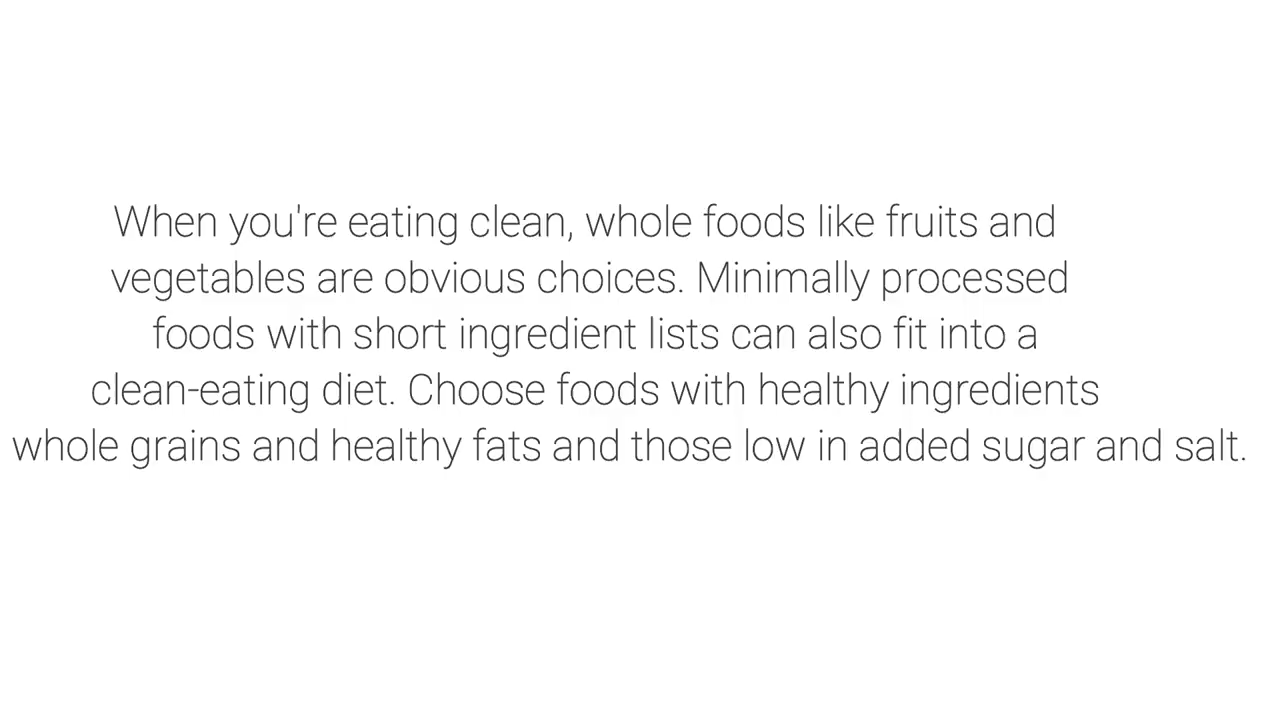 When you're eating clean, whole foods like fruits and
vegetables are obvious choices. Minimally processed
foods with short ingredient lists can also fit into a
clean-eating diet. Choose foods with healthy ingredients
whole grains and healthy fats and those low in added sugar and salt.